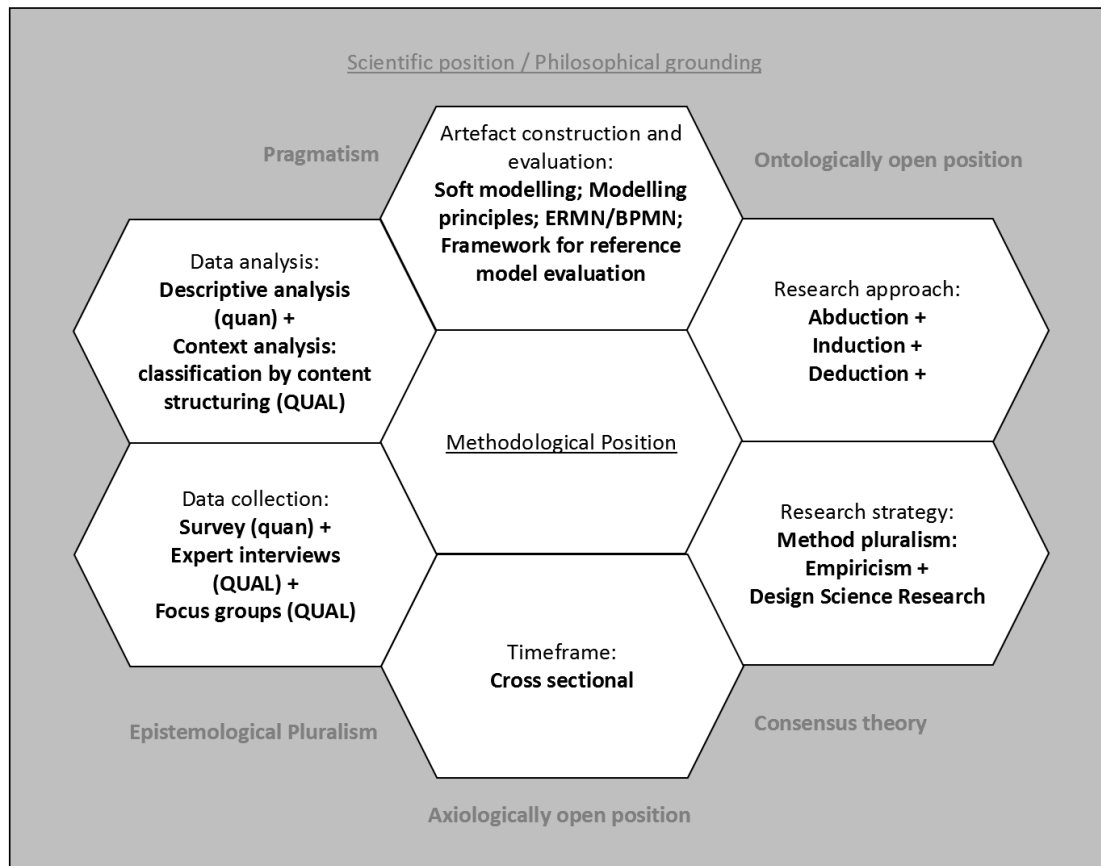 Scientific position / Philosophical grounding
Pragmatism
Ontologically open position
Artefact construction and
evaluation:
Soft modelling; Modelling
principles; ERMN/BPMN;
Framework for reference
model evaluation
Data analysis:
Descriptive analysis
(quan) +
Context analysis:
classification by content
structuring (QUAL)
Research approach:
Abduction +
Induction +
Deduction +
Methodological Position
Data collection:
Survey (quan) +
Expert interviews
(QUAL) +
Focus groups (QUAL)
Research strategy:
Method pluralism:
Empiricism +
Design Science Research
Timeframe:
Cross sectional
Epistemological Pluralism
Consensus theory
Axiologically open position